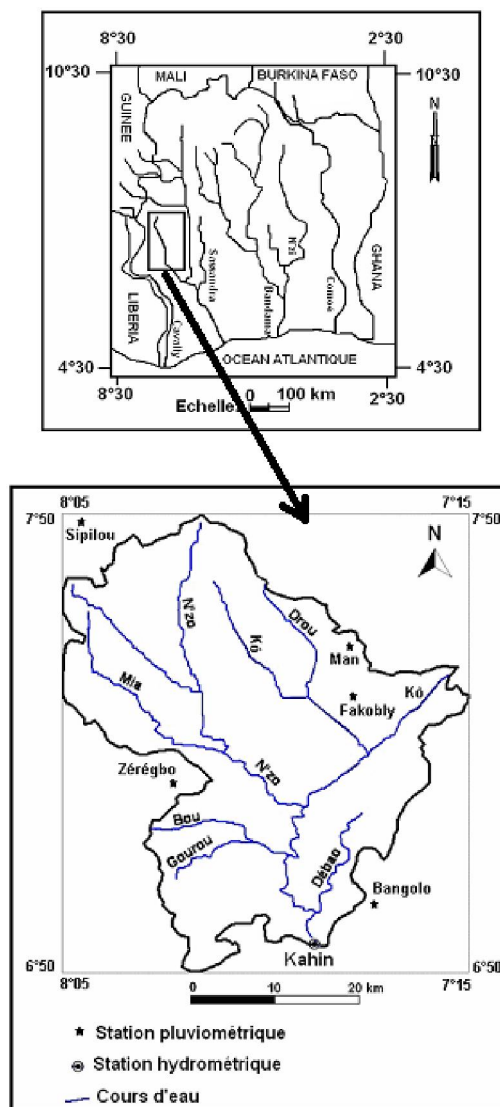 8°30
2°30
10°30
10°30
MALI
BURKINA FASO
GUINEE
N
N'zi
Sassandra
Bandama
Comoé
GHANA
LIBERIA
Cavally
OCEAN ATLANTIQUE
4°30
4°30
8°30
2°30
Echelle:
0
100 km
8°05
7°15
7°50
7°50
Sipilou
N
N'zo
Drou
Kô
Man
Kô
Mia
Fakobly
Zérégbo
N'zo
Bou
Gourou
Débao
Bangolo
Kahin
6°50
6°50
8°05
7°15
0
10
20 km
Station pluviométrique
Station hydrométrique
Cours d'eau